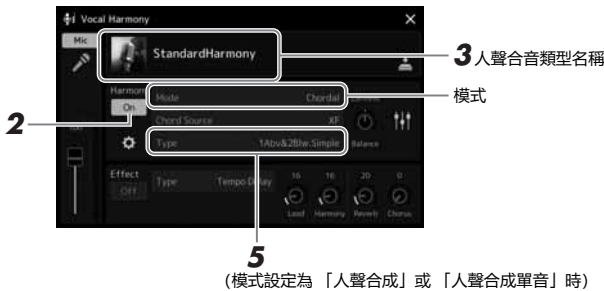 Vocal Harmony
Mic
StandardHarmony
3 人聲合音類型名稱
Harmony
On
Mode Chordal
模式
2
Chord Source XF
Type 1Abv&2Blw.Simple
Balance
Effect
Off
Type Tempo Delay
16 16 20 0
Lead Harmony Reverb Chorus
5
(模式設定為 「人聲合成」或 「人聲合成單音」時)